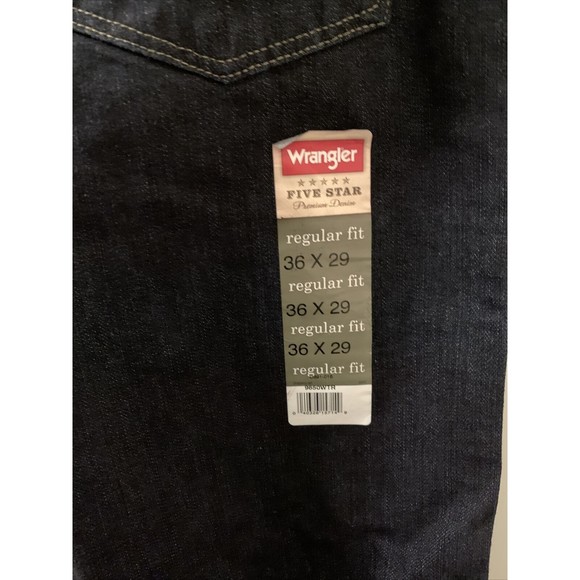 Wrangler
FIVE STAR
Premium Denim
regular fit
36 X 29
regular fit
36 X 29
regular fit
36 X 29
regular fit
9650WTR